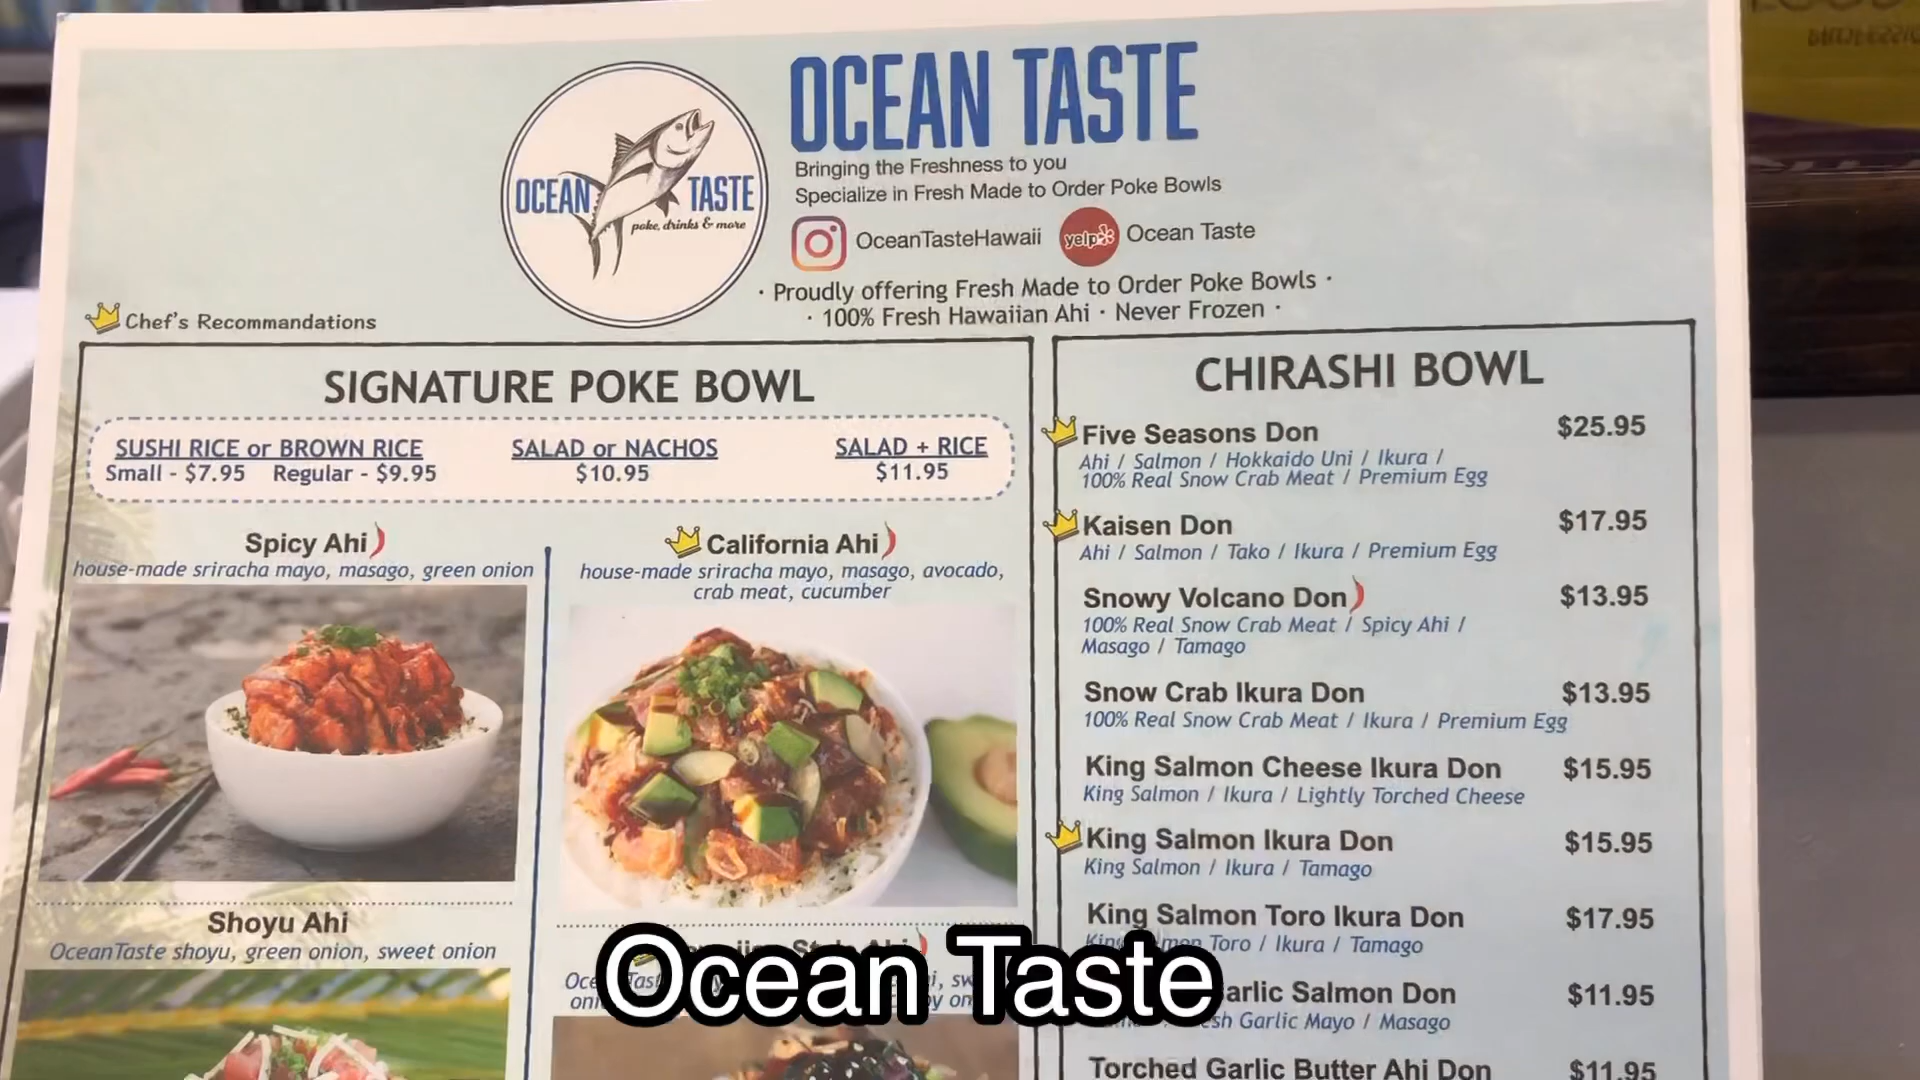 OCEAN TASTE
Bringing the Freshness to you
Specialize in Fresh Made to Order Poke Bowls
OceanTasteHawaii
yelp
Ocean Taste
OCEAN TASTE
poke, drinks & more
· Proudly offering Fresh Made to Order Poke Bowls ·
· 100% Fresh Hawaiian Ahi · Never Frozen ·
Chef's Recommandations
SIGNATURE POKE BOWL
SUSHI RICE or BROWN RICE
Small - $7.95 Regular - $9.95
SALAD or NACHOS
$10.95
SALAD + RICE
$11.95
Spicy Ahi
house-made sriracha mayo, masago, green onion
California Ahi
house-made sriracha mayo, masago, avocado,
crab meat, cucumber
Shoyu Ahi
OceanTaste shoyu, green onion, sweet onion
CHIRASHI BOWL
Five Seasons Don $25.95
Ahi / Salmon / Hokkaido Uni / Ikura /
100% Real Snow Crab Meat / Premium Egg
Kaisen Don $17.95
Ahi / Salmon / Tako / Ikura / Premium Egg
Snowy Volcano Don $13.95
100% Real Snow Crab Meat / Spicy Ahi /
Masago / Tamago
Snow Crab Ikura Don $13.95
100% Real Snow Crab Meat / Ikura / Premium Egg
King Salmon Cheese Ikura Don $15.95
King Salmon / Ikura / Lightly Torched Cheese
King Salmon Ikura Don $15.95
King Salmon / Ikura / Tamago
King Salmon Toro Ikura Don $17.95
King Salmon Toro / Ikura / Tamago
Salmon Don $11.95
Garlic Mayo / Masago
Torched Garlic Butter Ahi Don $11.95
Ocean Taste